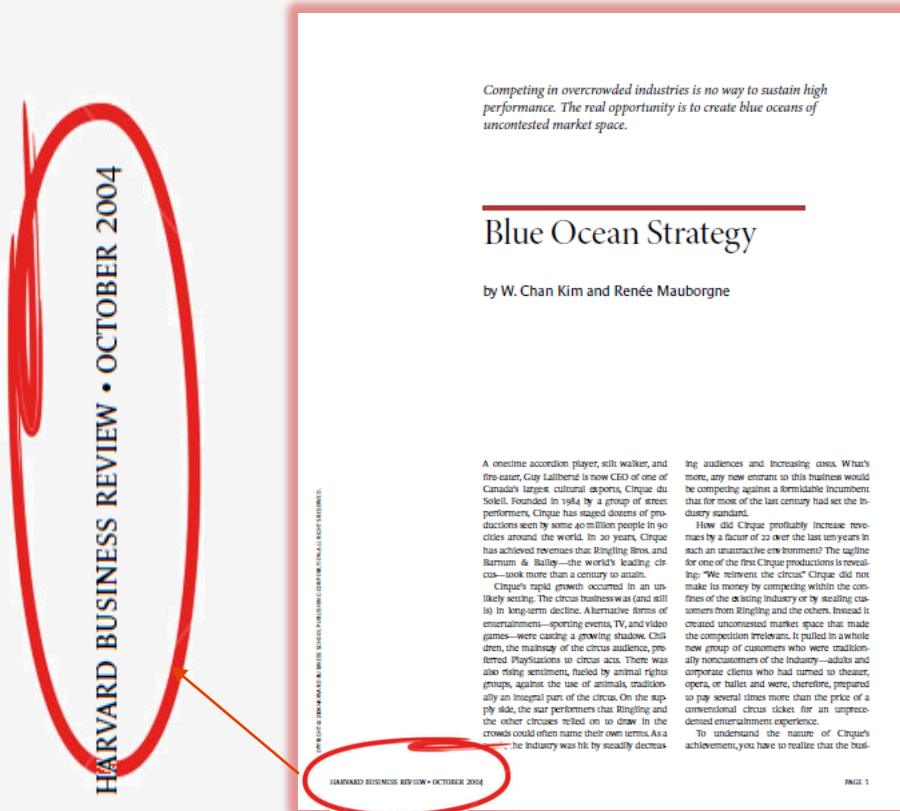 HARVARD BUSINESS REVIEW • OCTOBER 2004
Competing in overcrowded industries is no way to sustain high
performance. The real opportunity is to create blue oceans of
uncontested market space.
Blue Ocean Strategy
by W. Chan Kim and Renée Mauborgne
A onetime accordion player, stilt walker, and
fire-eater, Guy Laliberté is now CEO of one of
Canada's largest cultural exports, Cirque du
Soleil. Founded in 1984 by a group of street
performers, Cirque has staged dozens of pro-
ductions seen by some 40 million people in 90
cities around the world. In 20 years, Cirque
has achieved revenues that Ringling Bros. and
Barnum & Bailey—the world's leading cir-
cus—took more than a century to attain.
Cirque's rapid growth occurred in an un-
likely setting. The circus business was (and still
is) in long-term decline. Alternative forms of
entertainment—sporting events, TV, and video
games—were casting a growing shadow. Chil-
dren, the mainstay of the circus audience, pre-
ferred PlayStations to circus acts. There was
also rising sentiment, fueled by animal rights
groups, against the use of animals, tradition-
ally an integral part of the circus. On the sup-
ply side, the star performers that Ringling and
the other circuses relied on to draw in the
crowds could often name their own terms. As a
he industry was hit by steadily decreas-
ing audiences and increasing costs. What's
more, any new entrant to this business would
be competing against a formidable incumbent
that for most of the last century had set the in-
dustry standard.
How did Cirque profitably increase reve-
nues by a factor of 22 over the last ten years in
such an unattractive environment? The tagline
for one of the first Cirque productions is reveal-
ing: "We reinvent the circus." Cirque did not
make its money by competing within the con-
fines of the existing industry or by stealing cus-
tomers from Ringling and the others. Instead it
created uncontested market space that made
the competition irrelevant. It pulled in a whole
new group of customers who were tradition-
ally noncustomers of the industry—adults and
corporate clients who had turned to theater,
opera, or ballet and were, therefore, prepared
to pay several times more than the price of a
conventional circus ticket for an unprece-
dented entertainment experience.
To understand the nature of Cirque's
achievement, you have to realize that the busi-
HARVARD BUSINESS REVIEW • OCTOBER 2004
PAGE 1